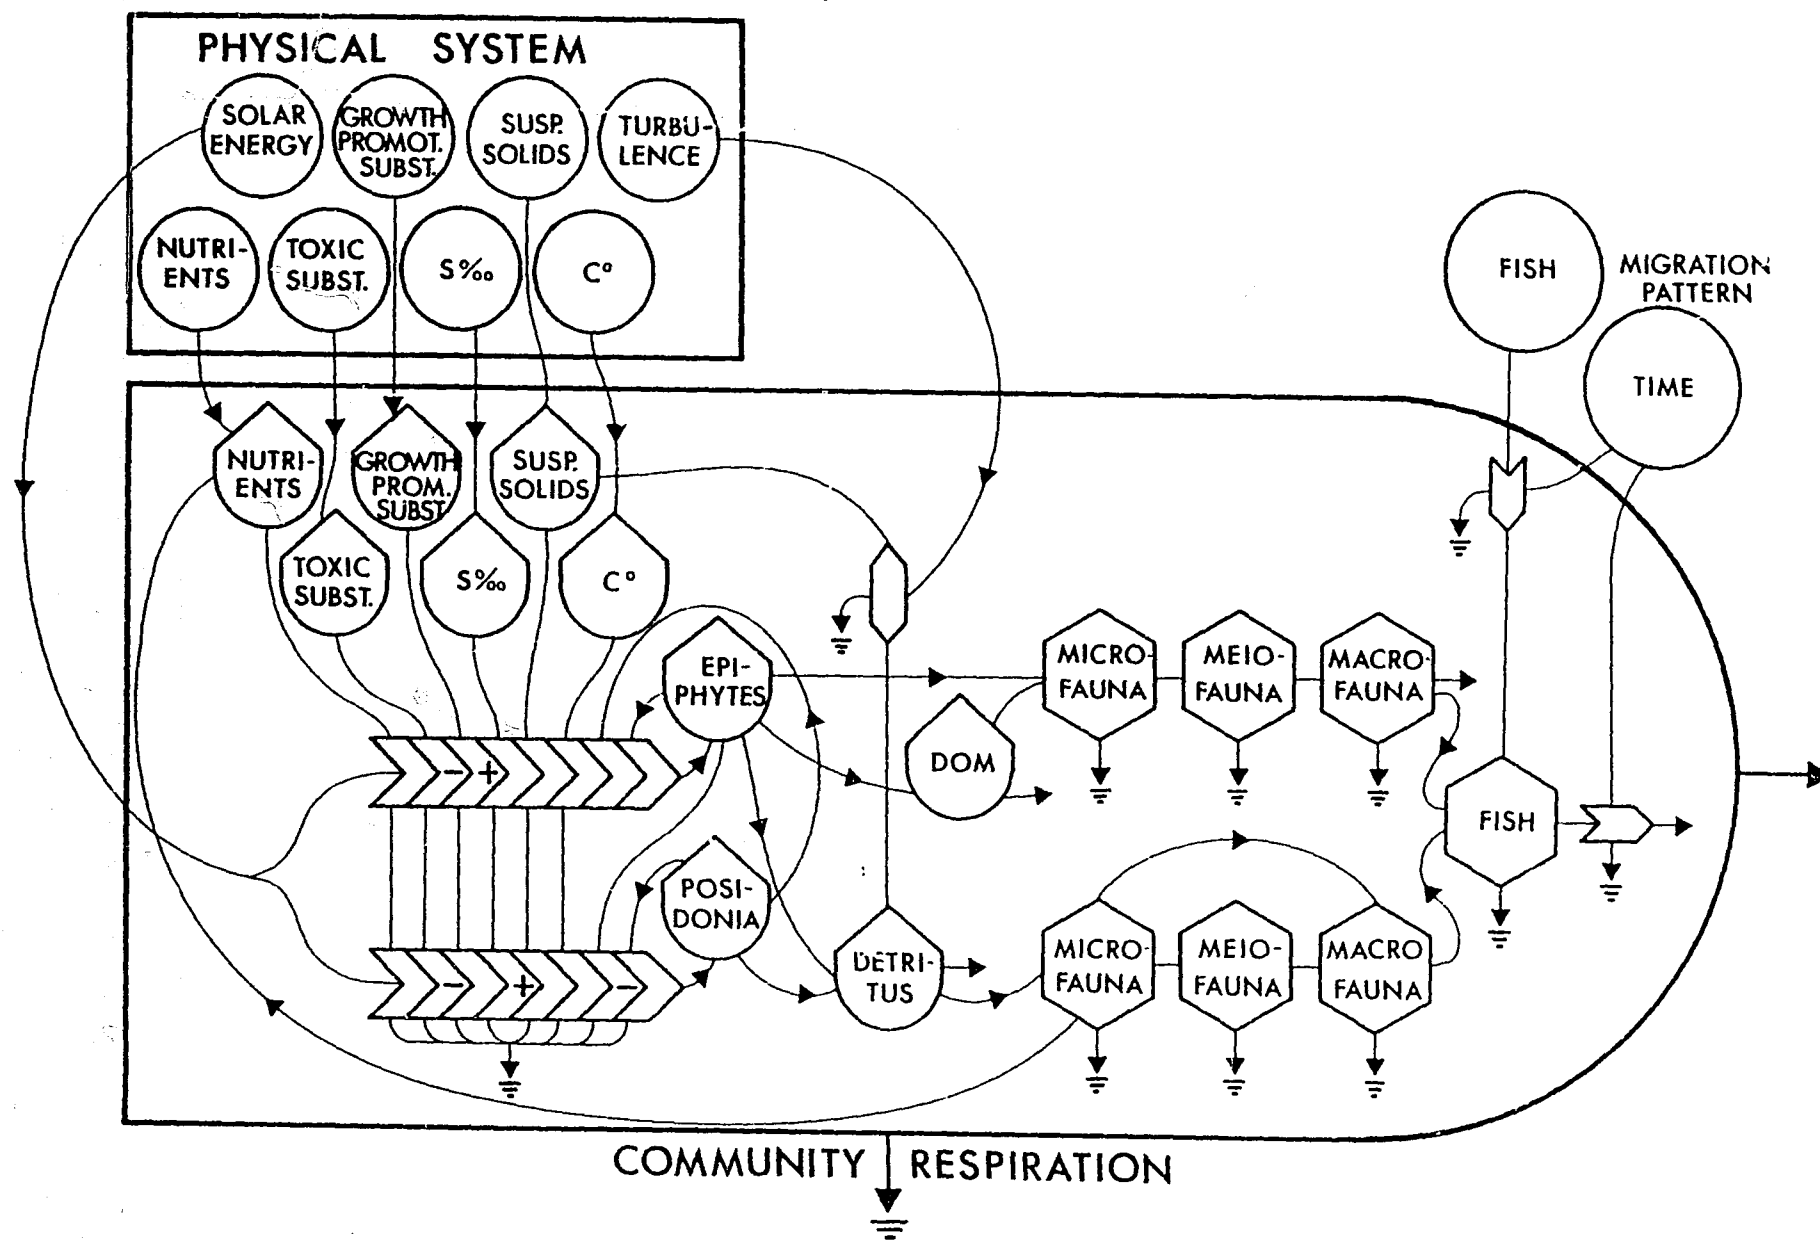 PHYSICAL SYSTEM
SOLAR
ENERGY
GROWTH
PROMOT.
SUBST.
SUSP.
SOLIDS
TURBU-
LENCE
NUTRI-
ENTS
TOXIC
SUBST.
S‰
C°
FISH
MIGRATION
PATTERN
TIME
NUTRI-
ENTS
GROWTH
PROM.
SUBST
SUSP.
SOLIDS
TOXIC
SUBST.
S‰
C°
EPI-
PHYTES
MICRO-
FAUNA
MEIO-
FAUNA
MACRO-
FAUNA
DOM
- +
FISH
POSI-
DONIA
DETRI-
TUS
MICRO-
FAUNA
MEIO-
FAUNA
MACRO
FAUNA
- + -
COMMUNITY RESPIRATION